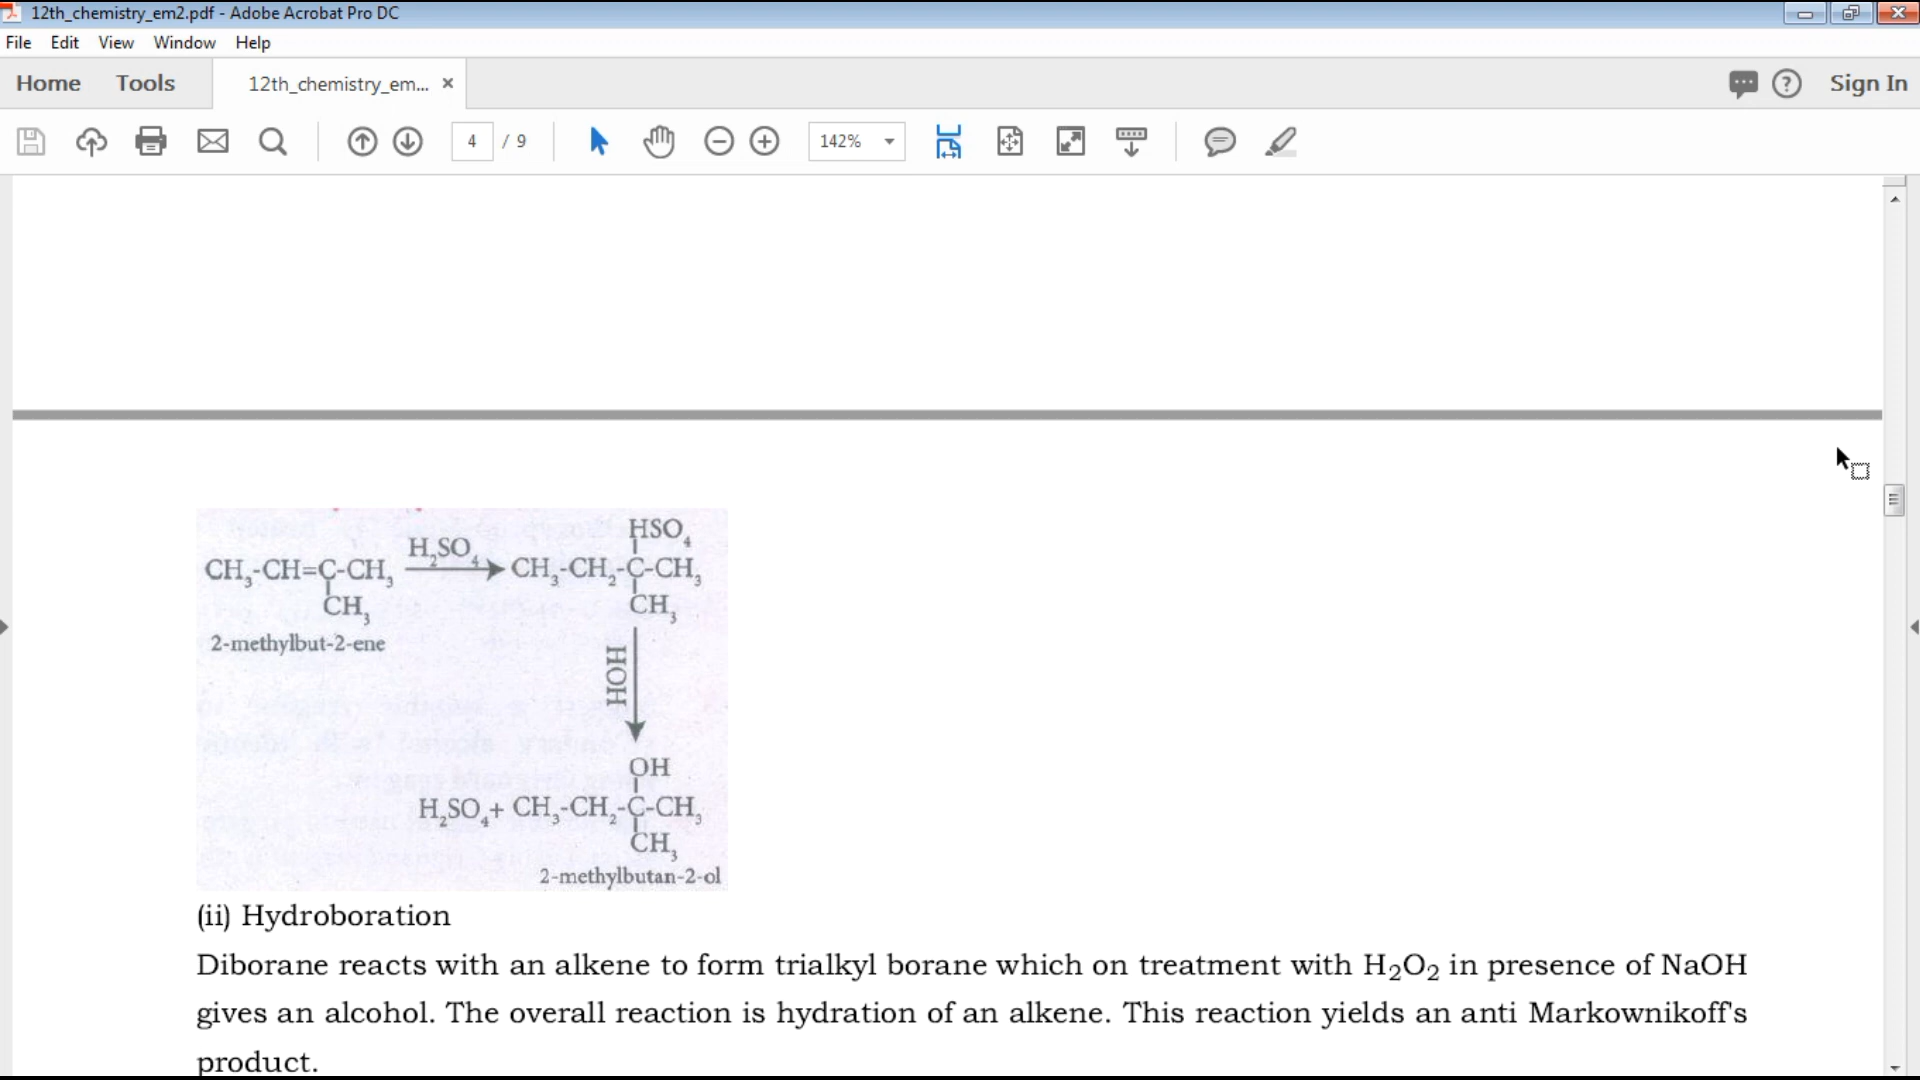 12th_chemistry_em2.pdf - Adobe Acrobat Pro DC
File Edit View Window Help
Home Tools 12th_chemistry_em... × Sign In
4 / 9 142%
HSO₄
CH₃-CH=C-CH₃ H₂SO₄ CH₃-CH₂-C-CH₃
CH₃ CH₃
2-methylbut-2-ene
HOH
OH
H₂SO₄+ CH₃-CH₂-C-CH₃
CH₃
2-methylbutan-2-ol
(ii) Hydroboration
Diborane reacts with an alkene to form trialkyl borane which on treatment with H₂O₂ in presence of NaOH
gives an alcohol. The overall reaction is hydration of an alkene. This reaction yields an anti Markownikoff's
product.